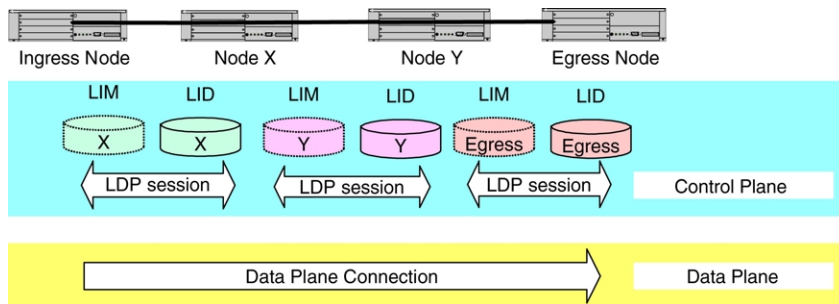 Ingress Node Node X Node Y Egress Node
LIM LID LIM LID LIM LID
X X Y Y Egress Egress
LDP session LDP session LDP session Control Plane
Data Plane Connection Data Plane